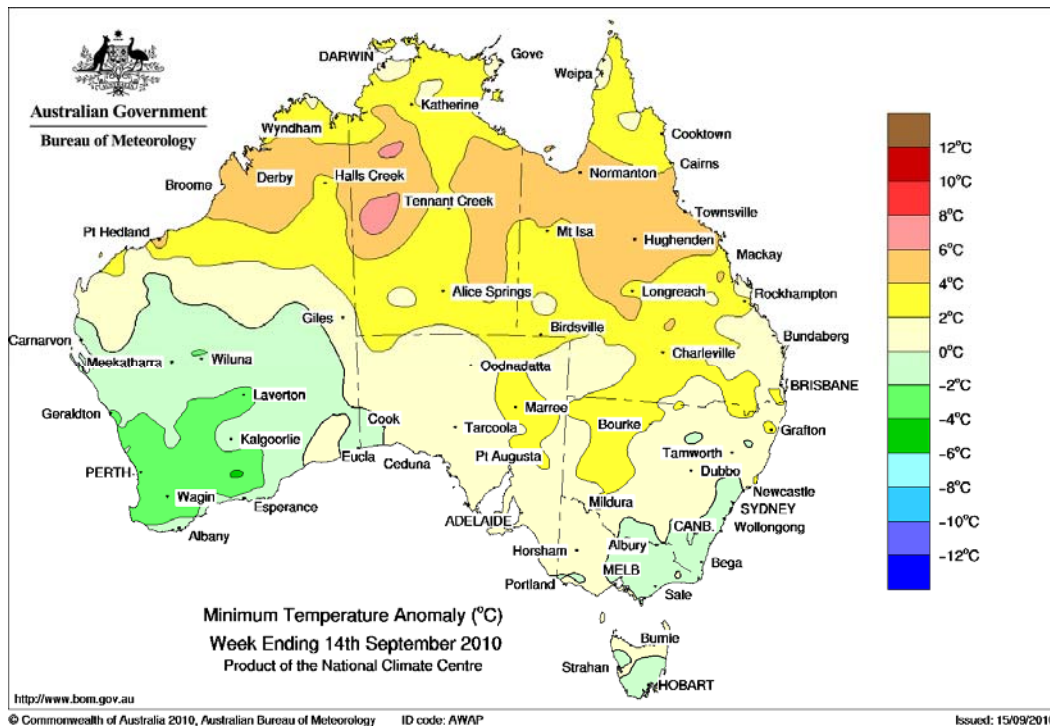 Australian Government
Bureau of Meteorology
DARWIN
Gove
Weipa
Katherine
Wyndham
Cooktown
Cairns
Derby
Halls Creek
Normanton
Broome
Tennant Creek
Townsville
Pt Hedland
Mt Isa
Hughenden
Mackay
Alice Springs
Longreach
Rockhampton
Giles
Birdsville
Bundaberg
Carnarvon
Meekatharra
Wiluna
Oodnadatta
Charleville
BRISBANE
Laverton
Marree
Geraldton
Cook
Tarcoola
Bourke
Grafton
Kalgoorlie
Eucla
Ceduna
Pt Augusta
Tamworth
Dubbo
PERTH
Wagin
Esperance
Mildura
Newcastle
SYDNEY
ADELAIDE
CANB.
Wollongong
Albany
Horsham
Albury
Bega
Portland
MELB
Sale
Burnie
Strahan
HOBART
12°C
10°C
8°C
6°C
4°C
2°C
0°C
-2°C
-4°C
-6°C
-8°C
-10°C
-12°C
Minimum Temperature Anomaly (°C)
Week Ending 14th September 2010
Product of the National Climate Centre
http://www.bom.gov.au
© Commonwealth of Australia 2010, Australian Bureau of Meteorology ID code: AWAP Issued: 15/09/2010